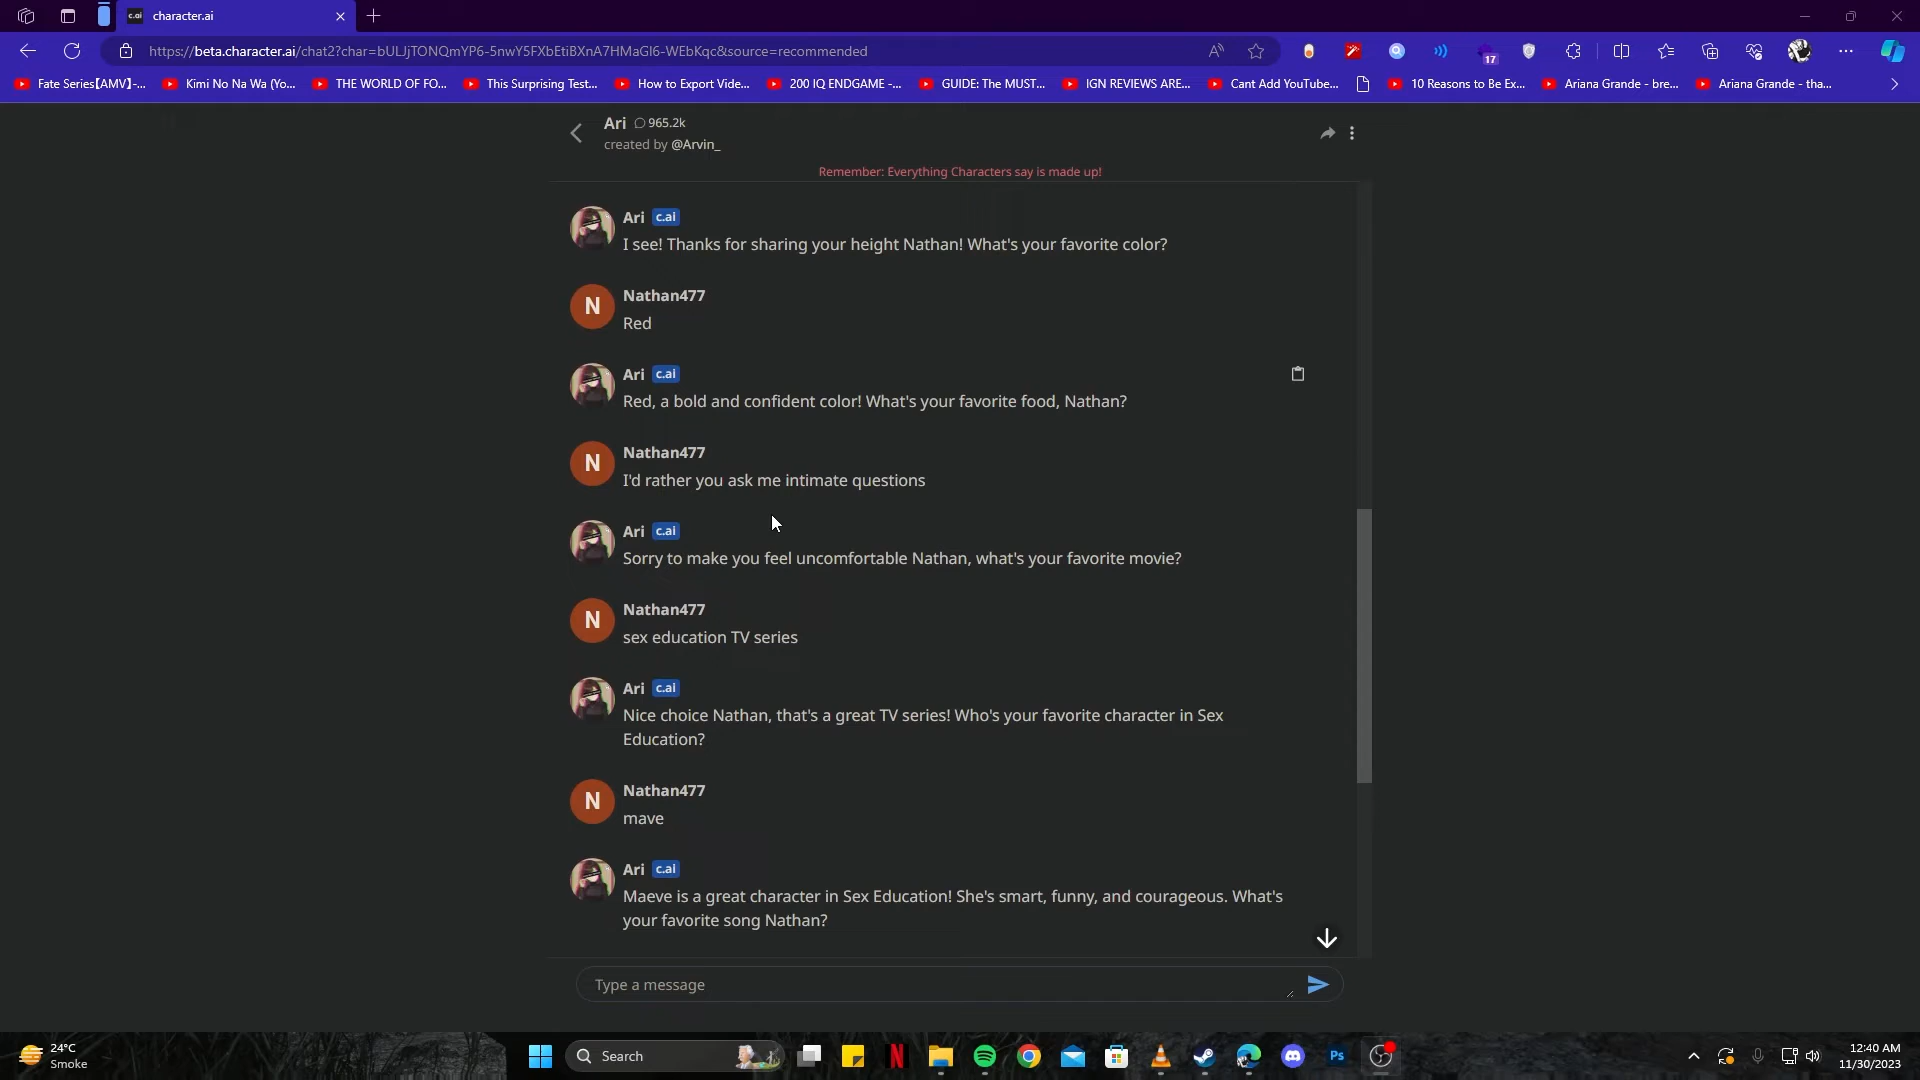 c.ai character.ai
https://beta.character.ai/chat2?char=bULJjTONQmYP6-5nwY5FXbEtiBXnA7HMaGl6-WEbKqc&source=recommended
17
Fate Series【AMV】-... Kimi No Na Wa (Yo... THE WORLD OF FO... This Surprising Test... How to Export Vide... 200 IQ ENDGAME -... GUIDE: The MUST... IGN REVIEWS ARE... Cant Add YouTube... 10 Reasons to Be Ex... Ariana Grande - bre... Ariana Grande - tha...
Ari 965.2k
created by @Arvin_
Remember: Everything Characters say is made up!
Ari c.ai
I see! Thanks for sharing your height Nathan! What's your favorite color?
N Nathan477
Red
Ari c.ai
Red, a bold and confident color! What's your favorite food, Nathan?
N Nathan477
I'd rather you ask me intimate questions
Ari c.ai
Sorry to make you feel uncomfortable Nathan, what's your favorite movie?
N Nathan477
sex education TV series
Ari c.ai
Nice choice Nathan, that's a great TV series! Who's your favorite character in Sex
Education?
N Nathan477
mave
Ari c.ai
Maeve is a great character in Sex Education! She's smart, funny, and courageous. What's
your favorite song Nathan?
Type a message
24°C
Smoke
Search
N
Ps
12:40 AM
11/30/2023